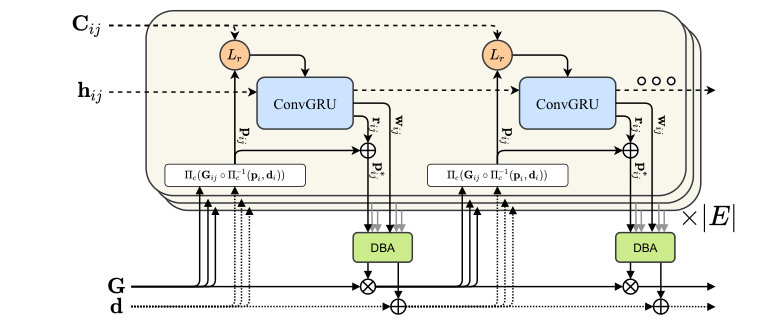 C_ij
L_r
L_r
h_ij
ConvGRU
ConvGRU
○○○
r_ij
w_ij
r_ij
w_ij
p_ij
p_ij
p*_ij
p*_ij
Π_c(G_ij ∘ Π_c^{-1}(p_i, d_i))
Π_c(G_ij ∘ Π_c^{-1}(p_i, d_i))
×|E|
DBA
DBA
G
d